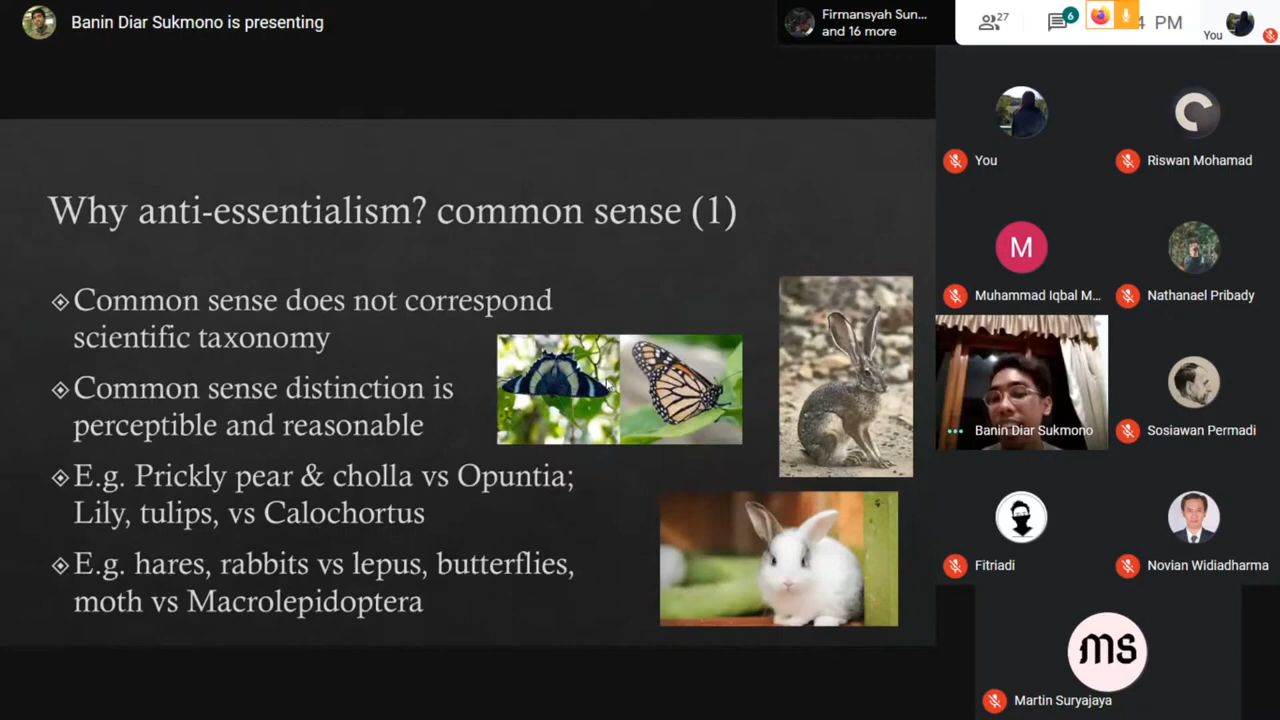 Banin Diar Sukmono is presenting
Firmansyah Sun...
and 16 more
27
6
4 PM
You
Why anti-essentialism? common sense (1)
Common sense does not correspond
scientific taxonomy
Common sense distinction is
perceptible and reasonable
E.g. Prickly pear & cholla vs Opuntia;
Lily, tulips, vs Calochortus
E.g. hares, rabbits vs lepus, butterflies,
moth vs Macrolepidoptera
You
Riswan Mohamad
M
Muhammad Iqbal M...
Nathanael Pribady
Banin Diar Sukmono
Sosiawan Permadi
Fitriadi
Novian Widiadharma
ms
Martin Suryajaya